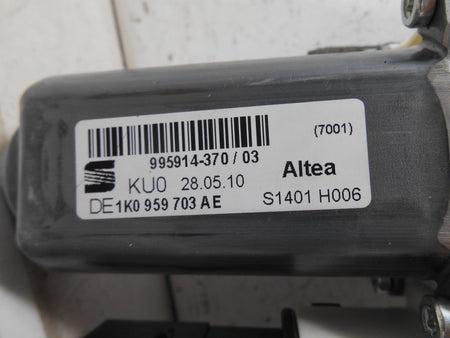 (7001)
995914-370 / 03
KU0 28.05.10 Altea
DE 1K0 959 703 AE S1401 H006